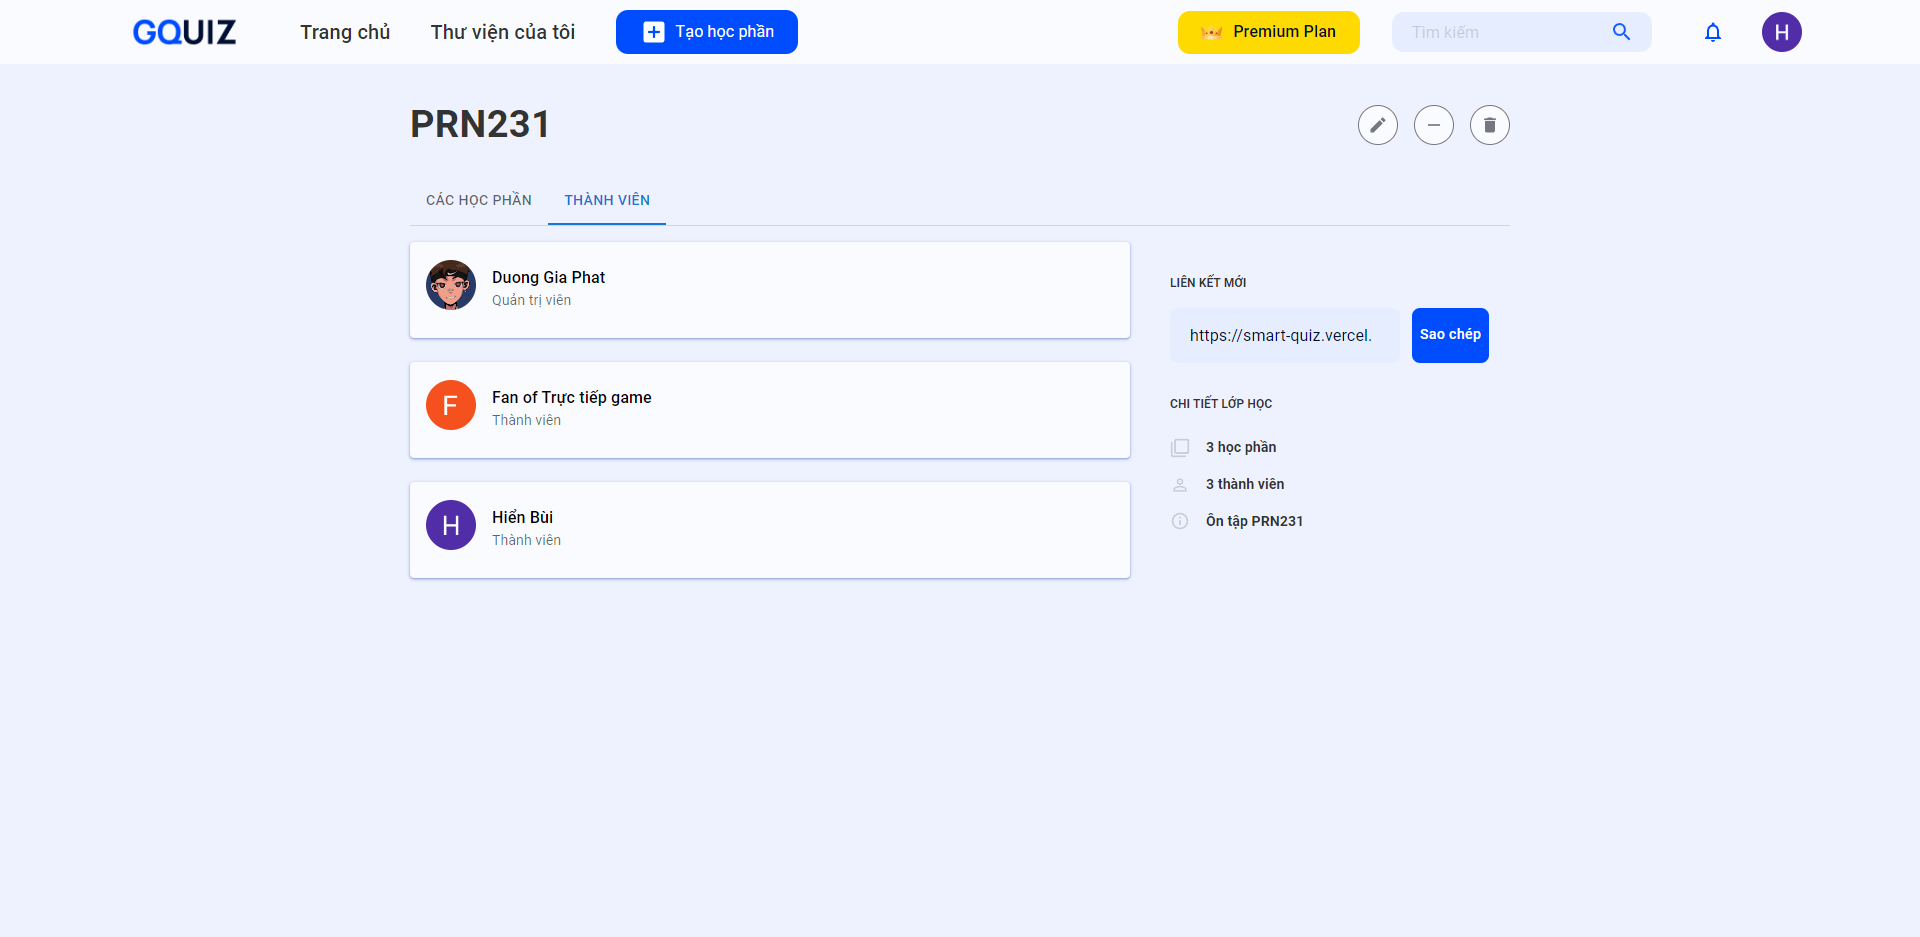 GQUIZ
Trang chủ
Thư viện của tôi
Tạo học phần
Premium Plan
Tìm kiếm
H
PRN231
CÁC HỌC PHẦN
THÀNH VIÊN
Duong Gia Phat
Quản trị viên
F
Fan of Trực tiếp game
Thành viên
H
Hiển Bùi
Thành viên
LIÊN KẾT MỚI
https://smart-quiz.vercel.
Sao chép
CHI TIẾT LỚP HỌC
3 học phần
3 thành viên
Ôn tập PRN231